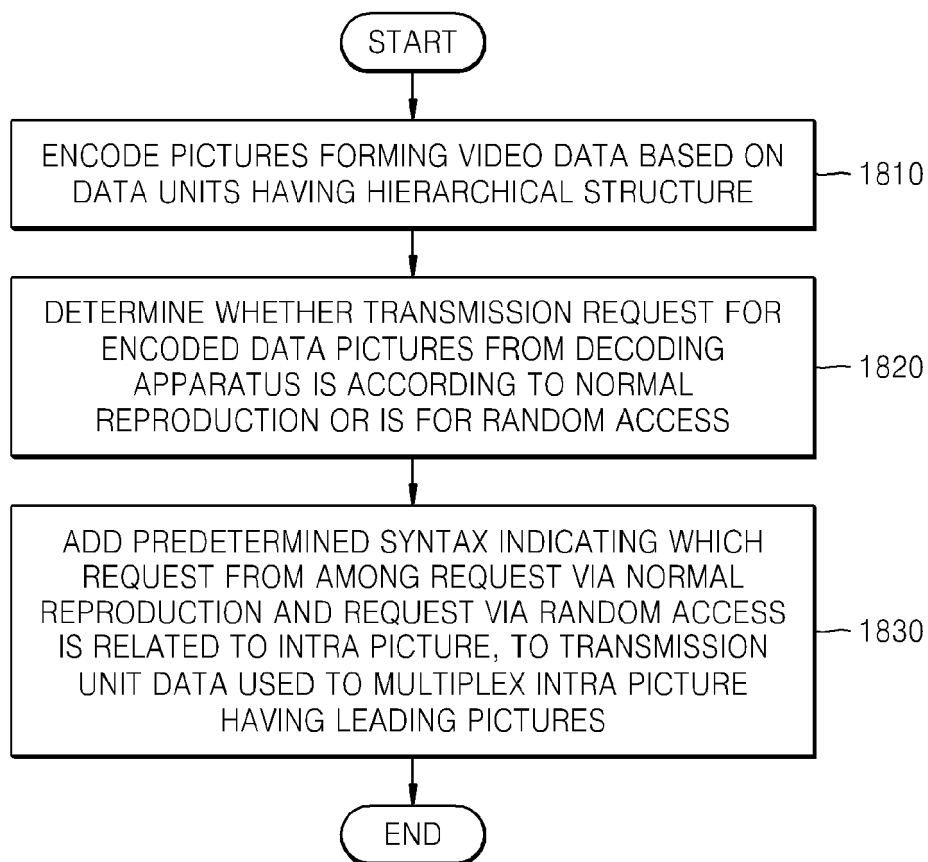 START
ENCODE PICTURES FORMING VIDEO DATA BASED ON
DATA UNITS HAVING HIERARCHICAL STRUCTURE
1810
DETERMINE WHETHER TRANSMISSION REQUEST FOR
ENCODED DATA PICTURES FROM DECODING
APPARATUS IS ACCORDING TO NORMAL
REPRODUCTION OR IS FOR RANDOM ACCESS
1820
ADD PREDETERMINED SYNTAX INDICATING WHICH
REQUEST FROM AMONG REQUEST VIA NORMAL
REPRODUCTION AND REQUEST VIA RANDOM ACCESS
IS RELATED TO INTRA PICTURE, TO TRANSMISSION
UNIT DATA USED TO MULTIPLEX INTRA PICTURE
HAVING LEADING PICTURES
1830
END